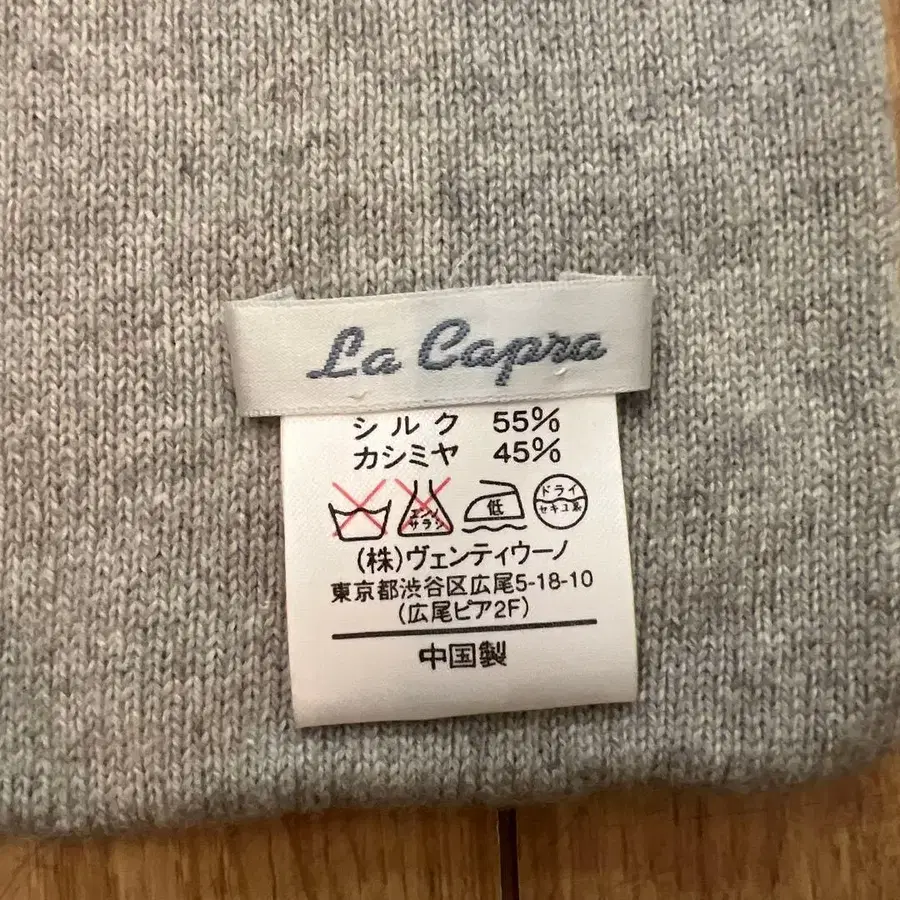 La Capra
シルク 55%
カシミヤ 45%
エンソ
サラシ
低
ドライ
セキユ系
(株)ヴェンティウーノ
東京都渋谷区広尾5-18-10
(広尾ピア2F)
中国製